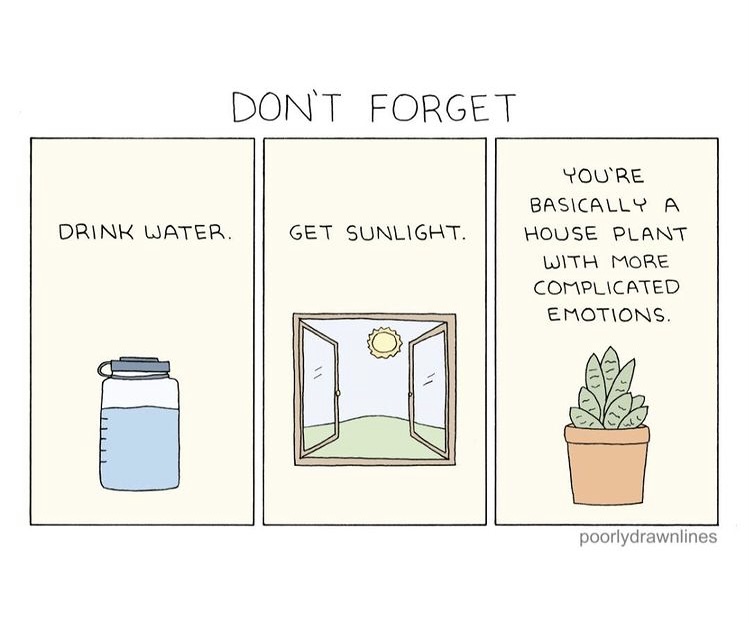 DON'T FORGET
DRINK WATER.
GET SUNLIGHT.
YOU'RE
BASICALLY A
HOUSE PLANT
WITH MORE
COMPLICATED
EMOTIONS.
poorlydrawnlines